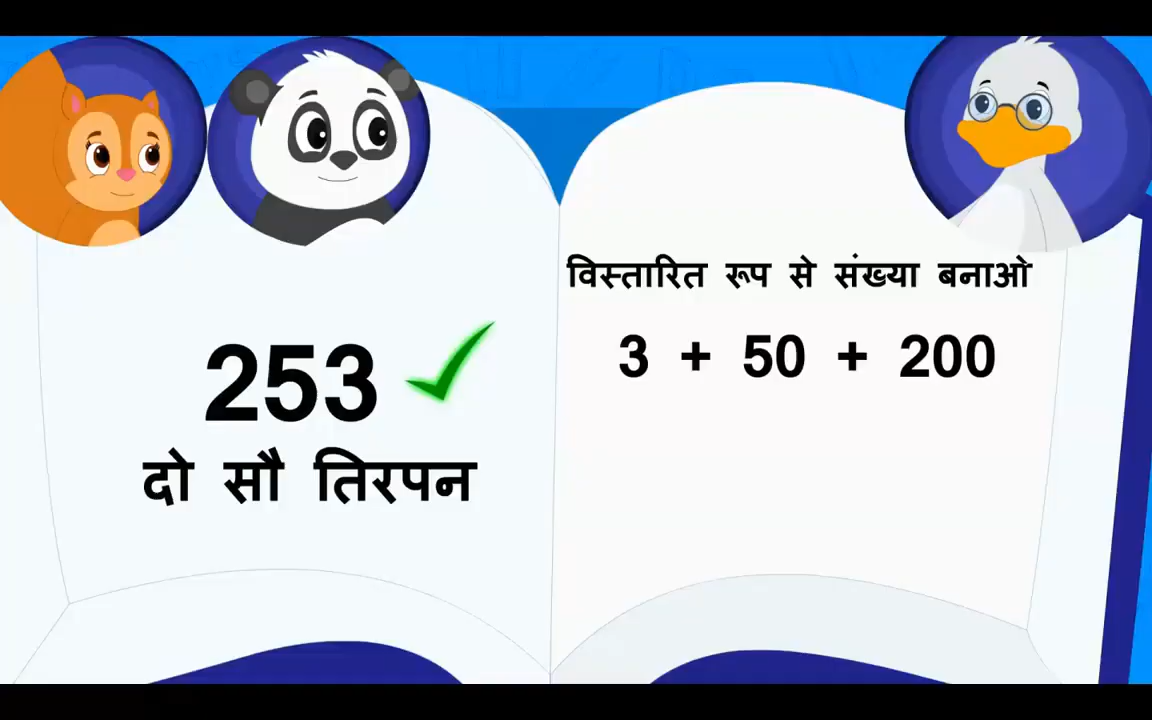 253
दो सौ तिरपन
विस्तारित रूप से संख्या बनाओ
3 + 50 + 200